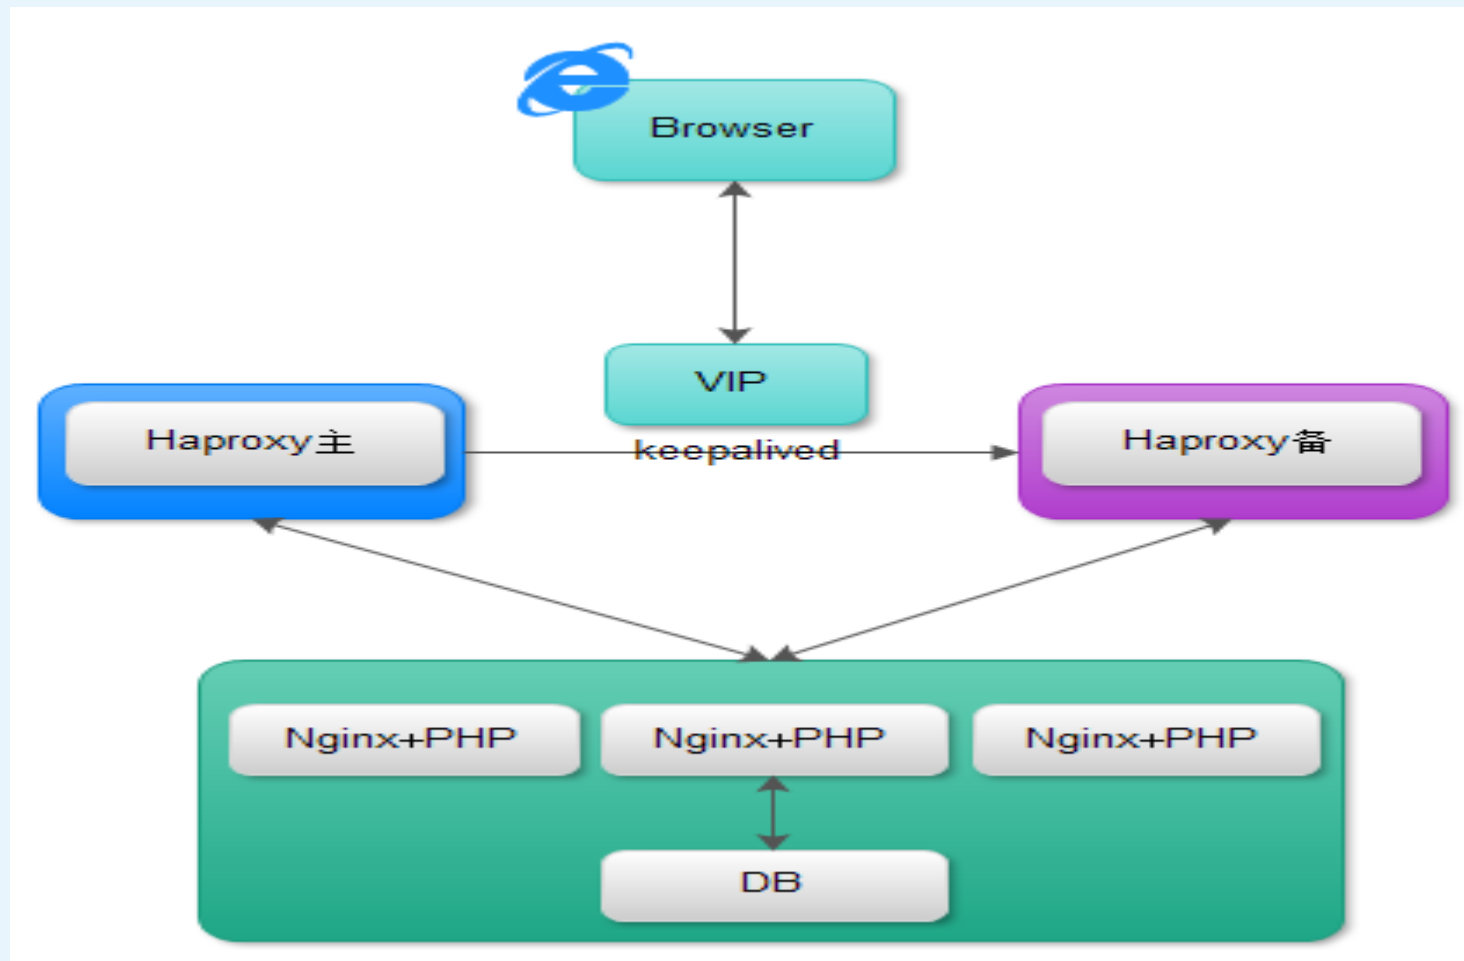 Browser
VIP
Haproxy主
keepalived
Haproxy备
Nginx+PHP
Nginx+PHP
Nginx+PHP
DB